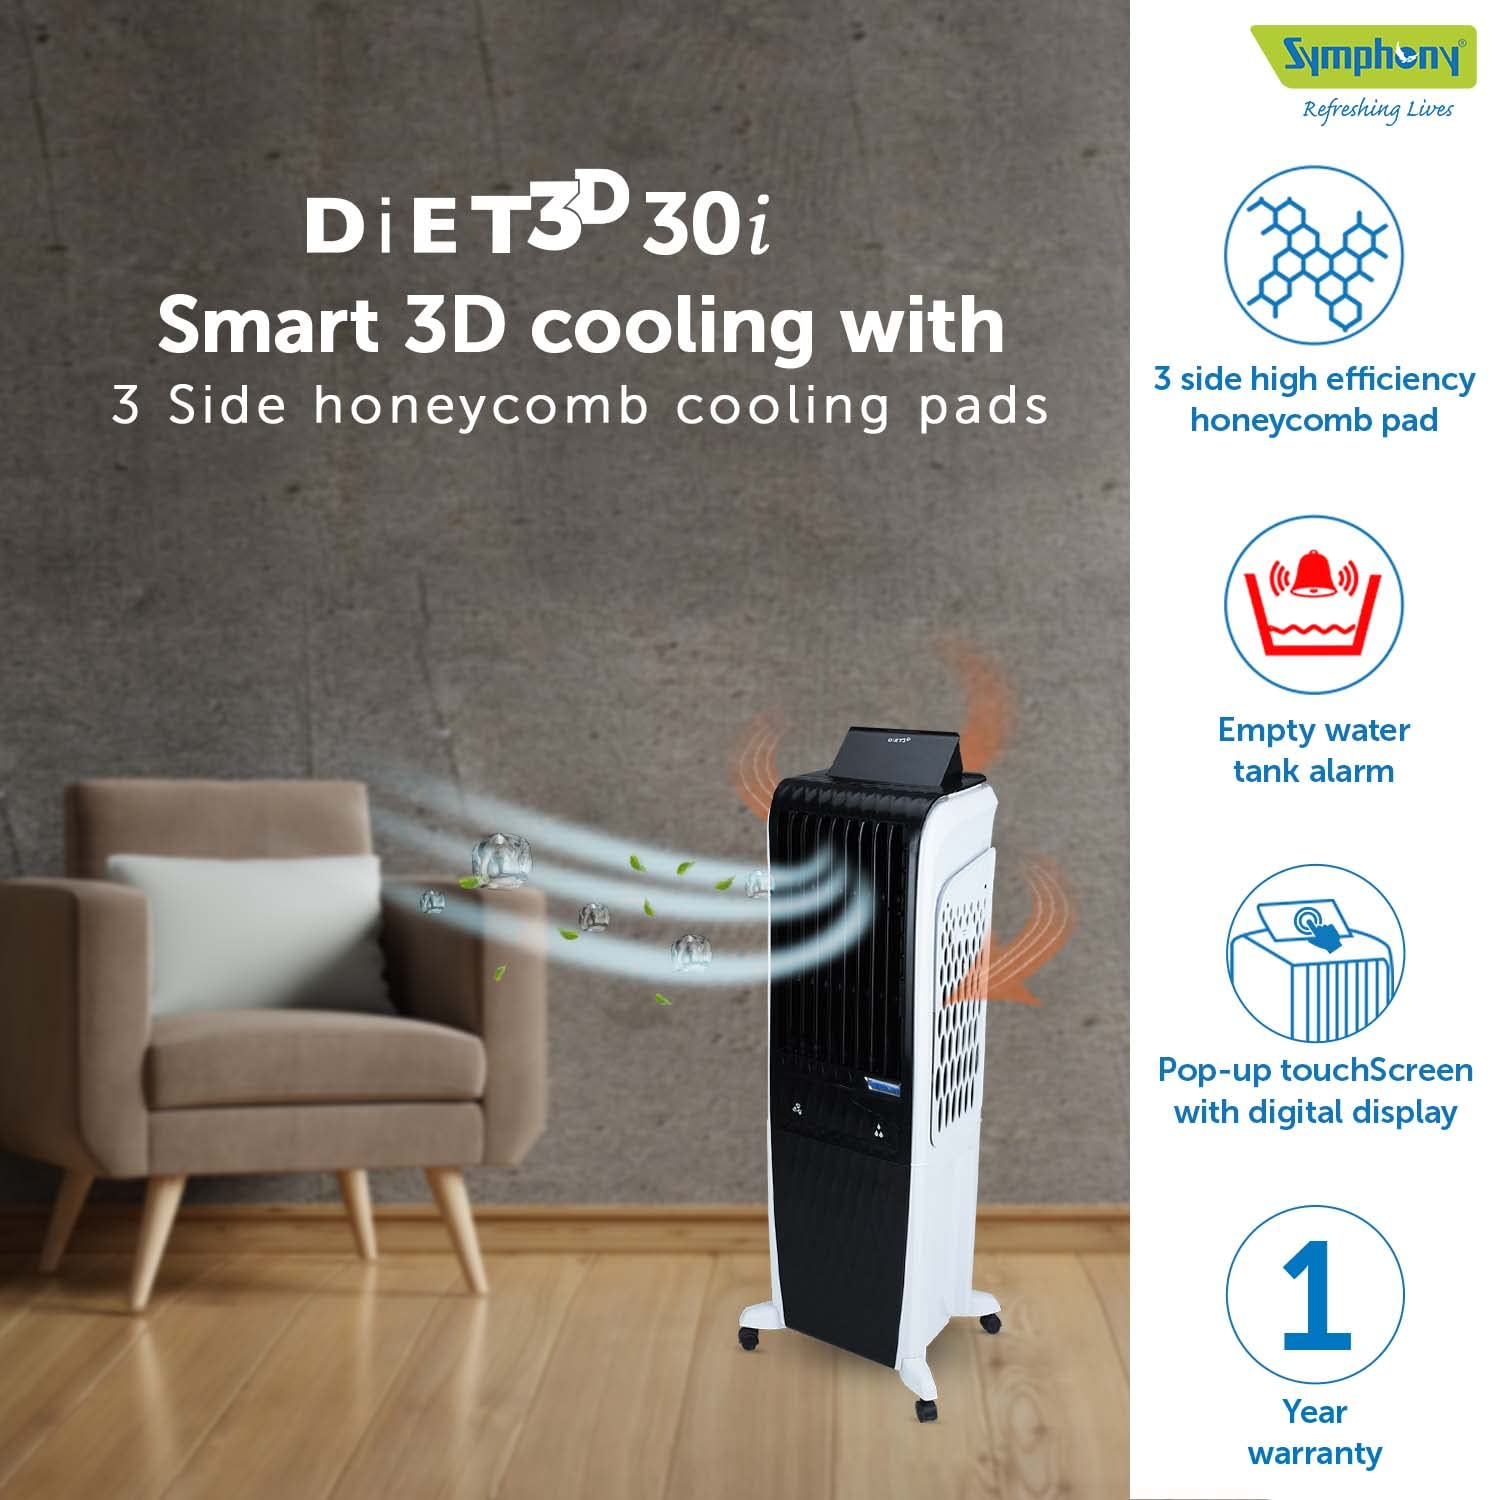 Symphony®
Refreshing Lives
DiET3D 30i
Smart 3D cooling with
3 Side honeycomb cooling pads
3 side high efficiency
honeycomb pad
Empty water
tank alarm
Pop-up touchScreen
with digital display
1
Year
warranty
DiET3D